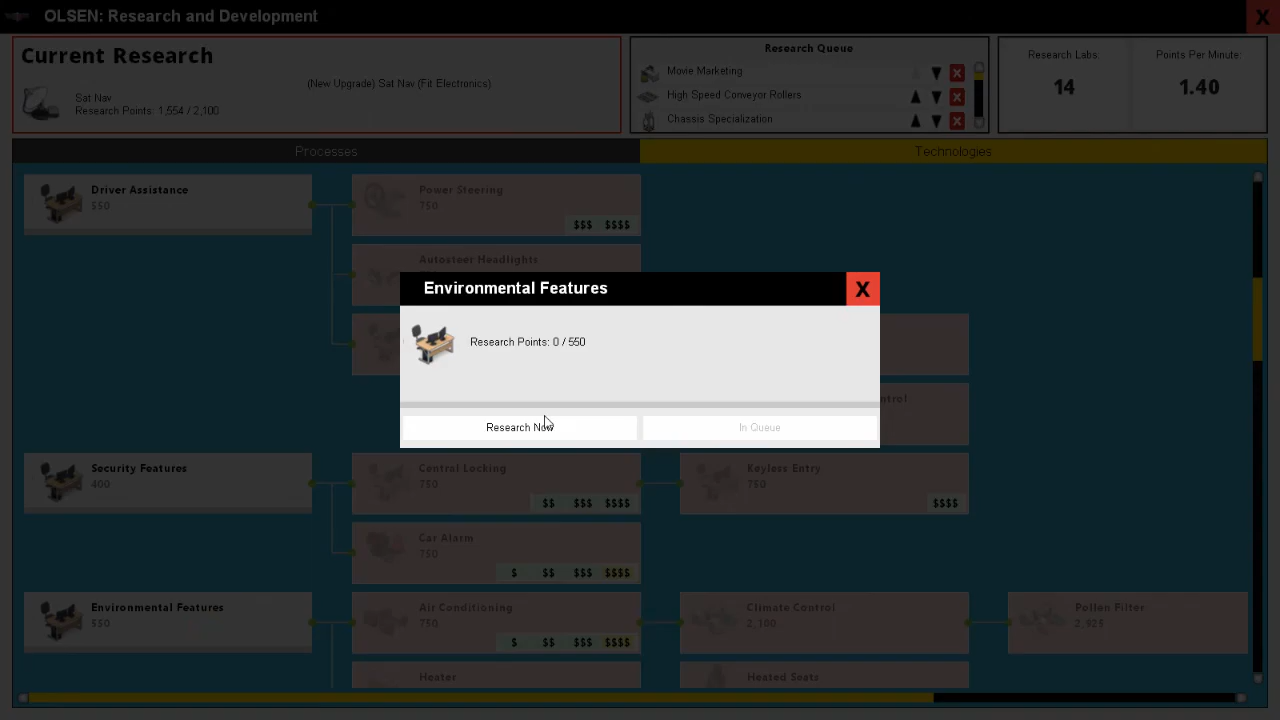 OLSEN: Research and Development
X
Current Research
(New Upgrade) Sat Nav (Fit Electronics)
Sat Nav
Research Points: 1,554 / 2,100
Research Queue
Movie Marketing
High Speed Conveyor Rollers
Chassis Specialization
Research Labs:
14
Points Per Minute:
1.40
Processes
Technologies
Driver Assistance
550
Power Steering
750
$$$ $$$$
Autosteer Headlights
Environmental Features
X
Research Points: 0 / 550
Research Now
In Queue
Security Features
400
Central Locking
750
$$ $$$ $$$$
Keyless Entry
750
$$$$
Car Alarm
750
$ $$ $$$ $$$$
Environmental Features
550
Air Conditioning
750
$ $$ $$$ $$$$
Climate Control
2,100
Pollen Filter
2,925
Heater
Heated Seats